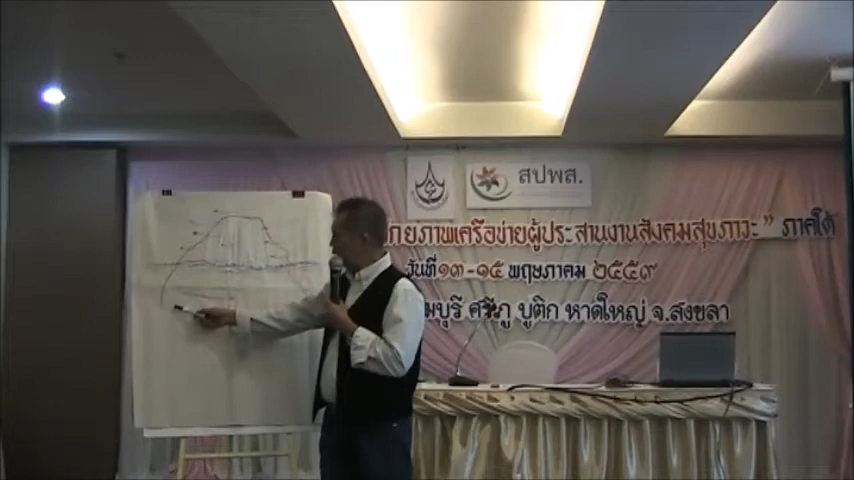 สปพส.
ายภาพเครือข่ายผู้ประสานงานสังคมสุขภาวะ” ภาคใต้
วันที่ ๑๓-๑๕ พฤษภาคม ๒๕๕๙
มบุรี ศรีภู บูติก หาดใหญ่ จ.สงขลา